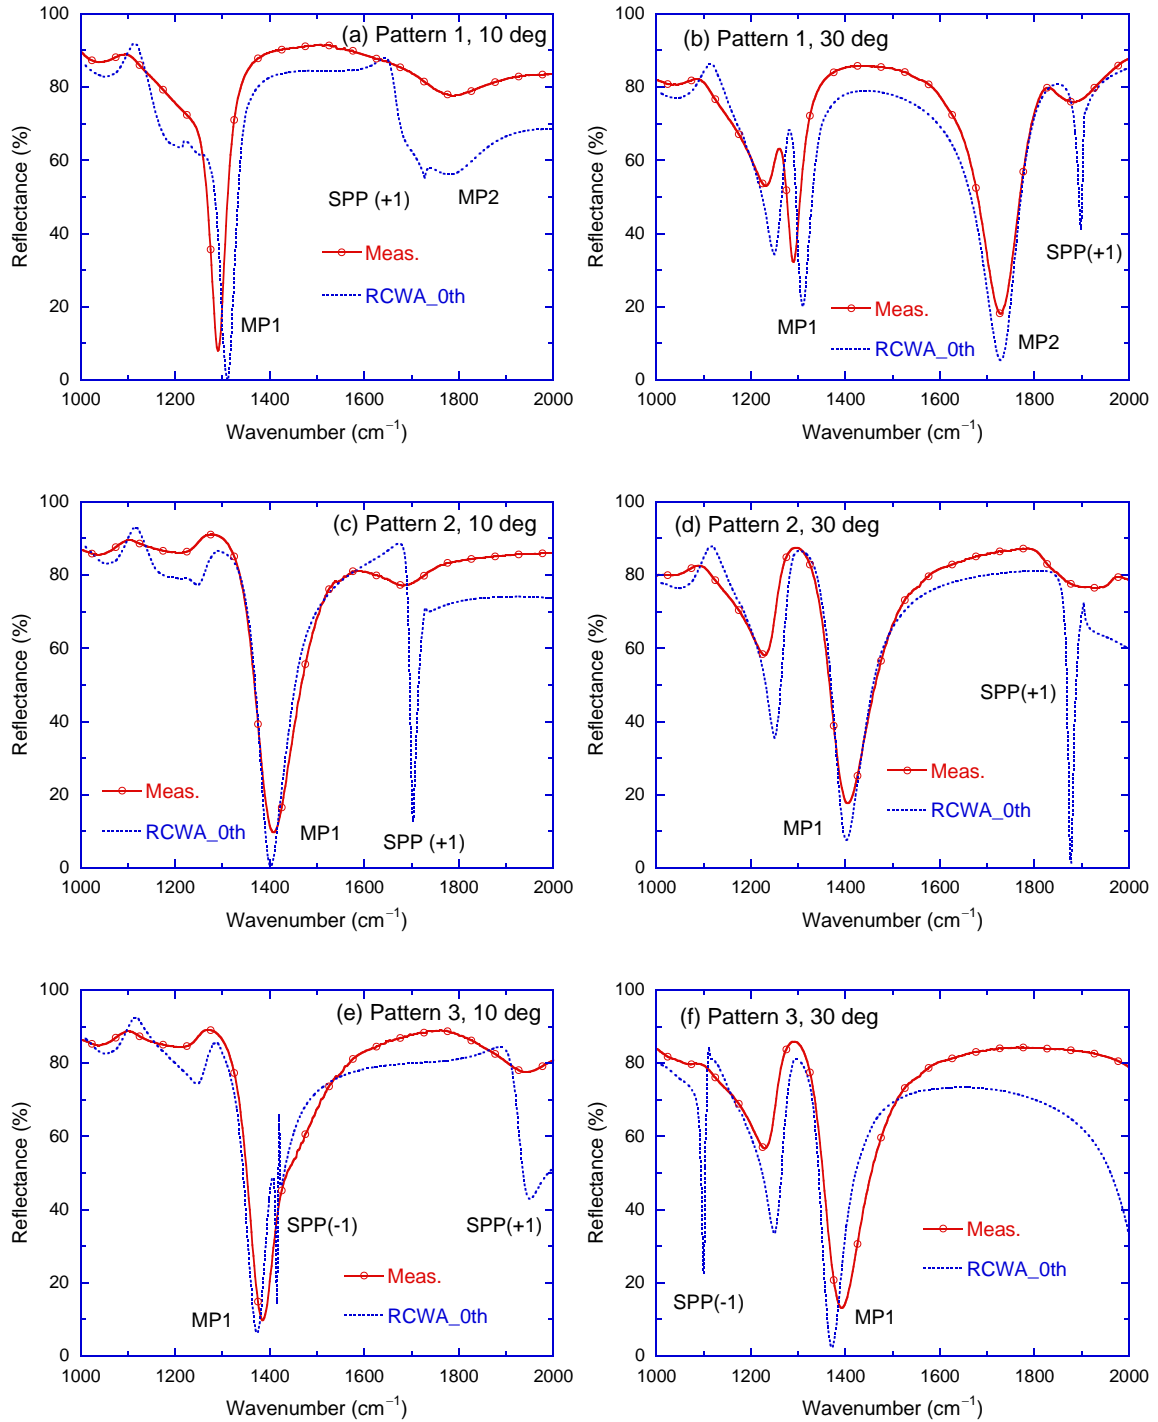 (a) Pattern 1, 10 deg
100
80
60
40
20
0
Reflectance (%)
SPP (+1)
MP2
Meas.
RCWA_0th
MP1
1000 1200 1400 1600 1800 2000
Wavenumber (cm−1)
(b) Pattern 1, 30 deg
100
80
60
40
20
0
Reflectance (%)
SPP(+1)
Meas.
MP1
MP2
RCWA_0th
1000 1200 1400 1600 1800 2000
Wavenumber (cm−1)
(c) Pattern 2, 10 deg
100
80
60
40
20
0
Reflectance (%)
Meas.
RCWA_0th
MP1
SPP (+1)
1000 1200 1400 1600 1800 2000
Wavenumber (cm−1)
(d) Pattern 2, 30 deg
100
80
60
40
20
0
Reflectance (%)
SPP(+1)
Meas.
RCWA_0th
MP1
1000 1200 1400 1600 1800 2000
Wavenumber (cm−1)
(e) Pattern 3, 10 deg
100
80
60
40
20
0
Reflectance (%)
SPP(-1)
SPP(+1)
Meas.
RCWA_0th
MP1
1000 1200 1400 1600 1800 2000
Wavenumber (cm−1)
(f) Pattern 3, 30 deg
100
80
60
40
20
0
Reflectance (%)
Meas.
RCWA_0th
SPP(-1)
MP1
1000 1200 1400 1600 1800 2000
Wavenumber (cm−1)